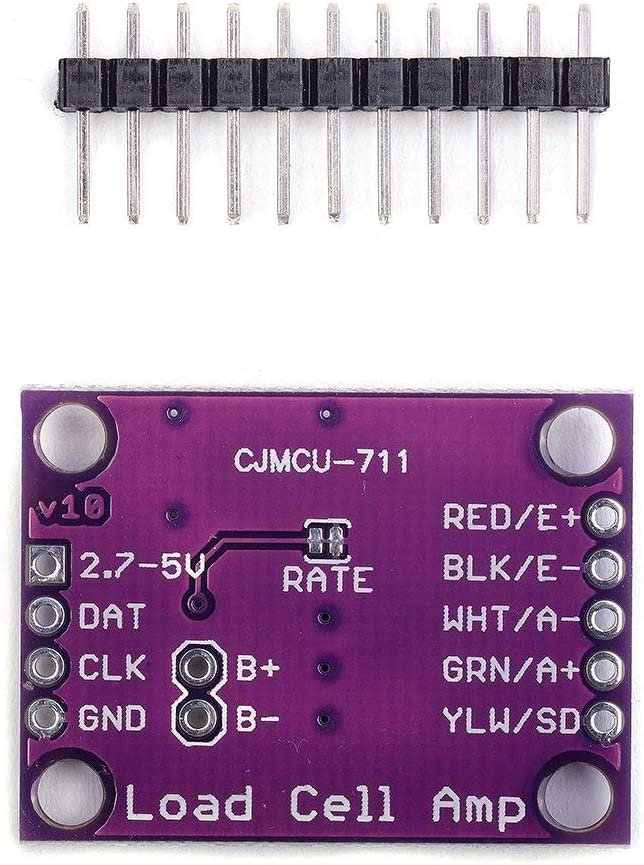 CJMCU-711
v10
2.7-5V
DAT
CLK
GND
RATE
B+
B-
RED/E+
BLK/E-
WHT/A-
GRN/A+
YLW/SD
Load Cell Amp